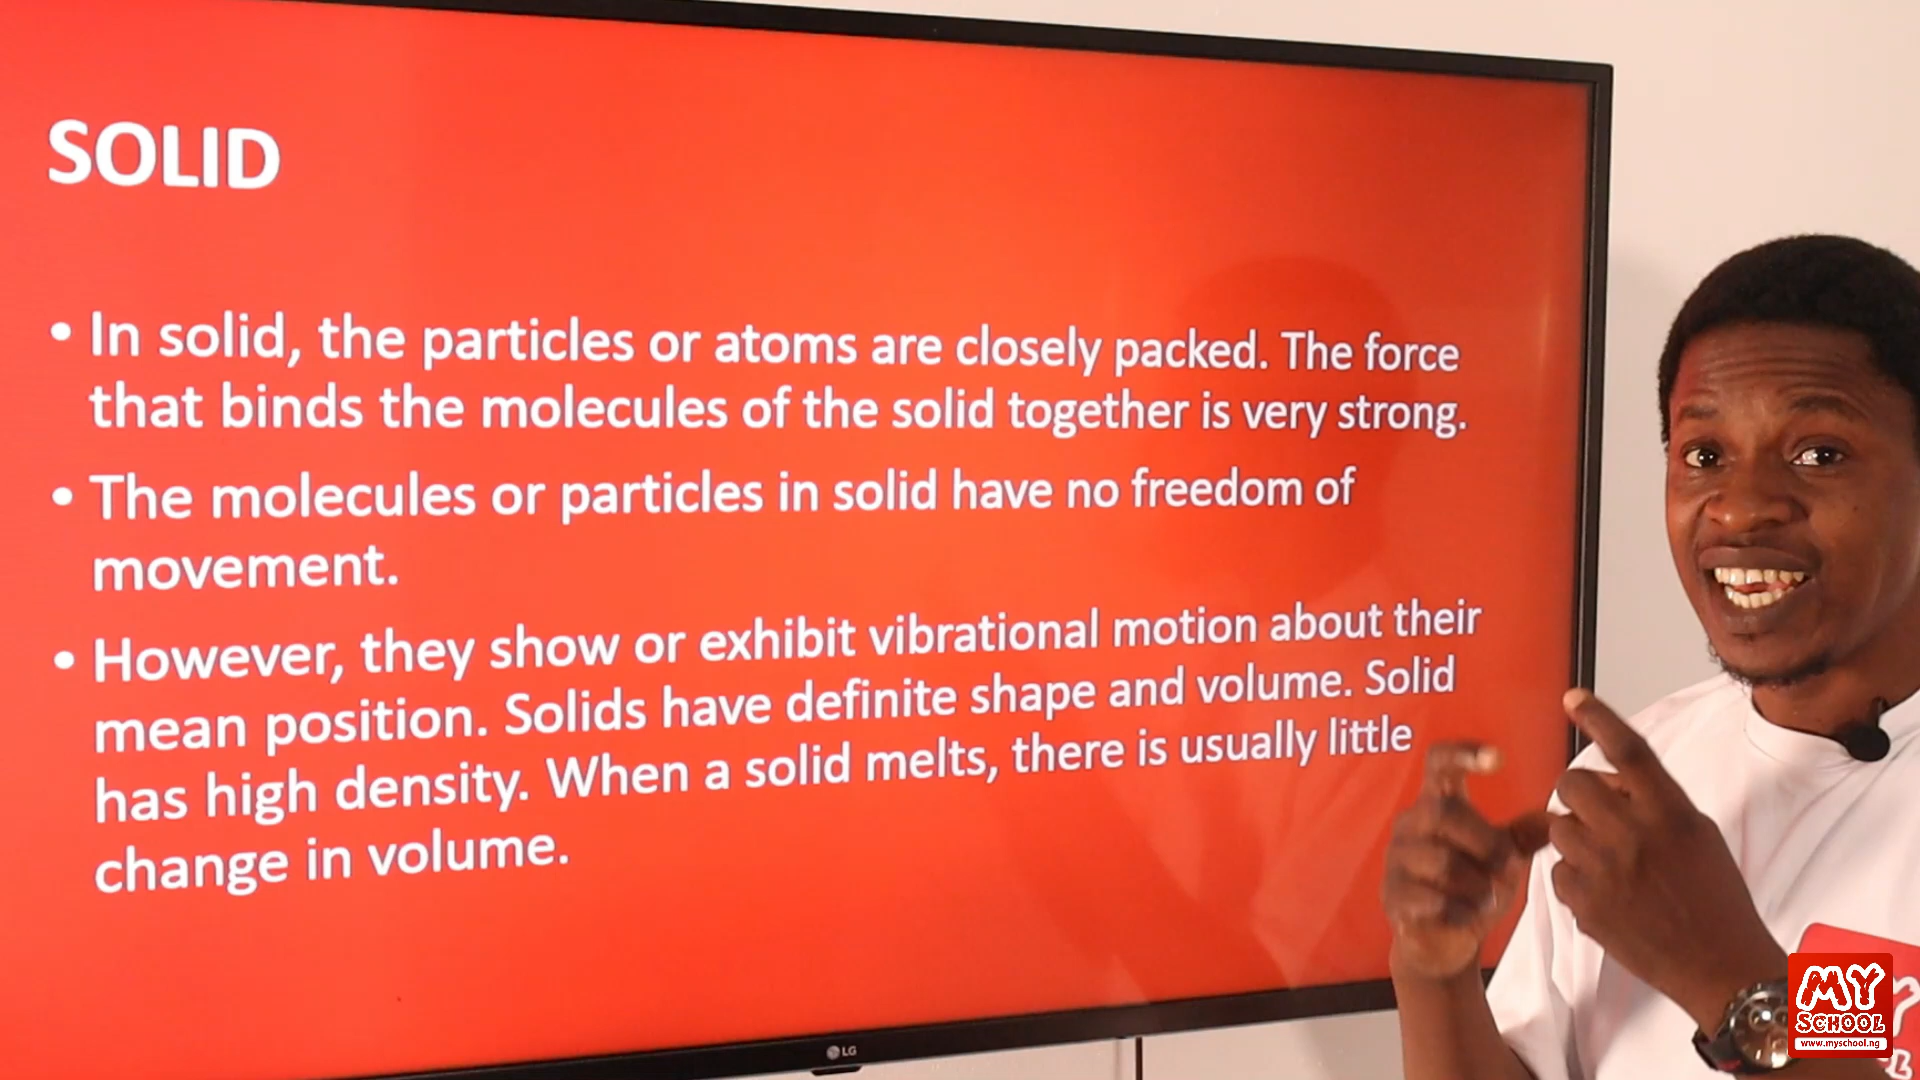 SOLID
• In solid, the particles or atoms are closely packed. The force
that binds the molecules of the solid together is very strong.
• The molecules or particles in solid have no freedom of
movement.
• However, they show or exhibit vibrational motion about their
mean position. Solids have definite shape and volume. Solid
has high density. When a solid melts, there is usually little
change in volume.
LG
MY
SCHOOL
www.myschool.ng